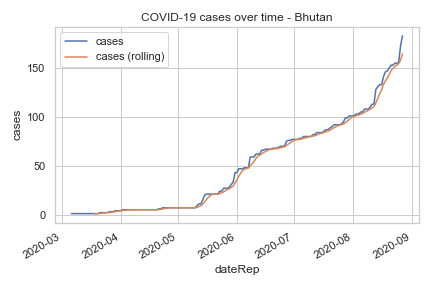 COVID-19 cases over time - Bhutan
cases
cases (rolling)
cases
150
100
50
0
2020-03
2020-04
2020-05
2020-06
2020-07
2020-08
2020-09
dateRep